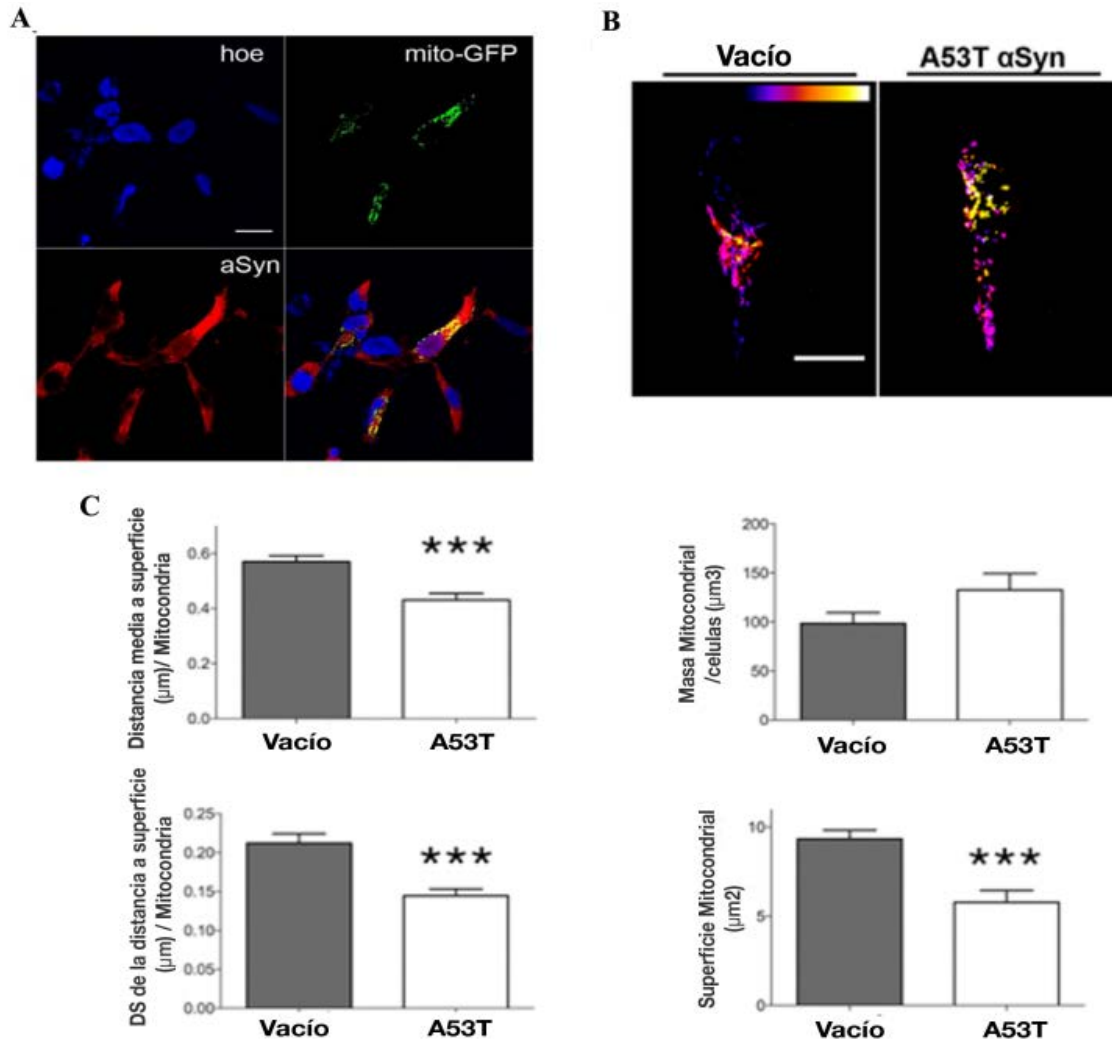 A
hoe
mito-GFP
aSyn
B
Vacío
A53T αSyn
C
Distancia media a superficie
(μm)/ Mitocondria
0.6
0.4
0.2
0.0
***
Vacío
A53T
Masa Mitocondrial
/celulas (μm3)
200
150
100
50
0
Vacío
A53T
DS de la distancia a superficie
(μm) / Mitocondria
0.25
0.20
0.15
0.10
0.05
0.00
***
Vacío
A53T
Superficie Mitocondrial
(μm2)
10
5
0
***
Vacío
A53T